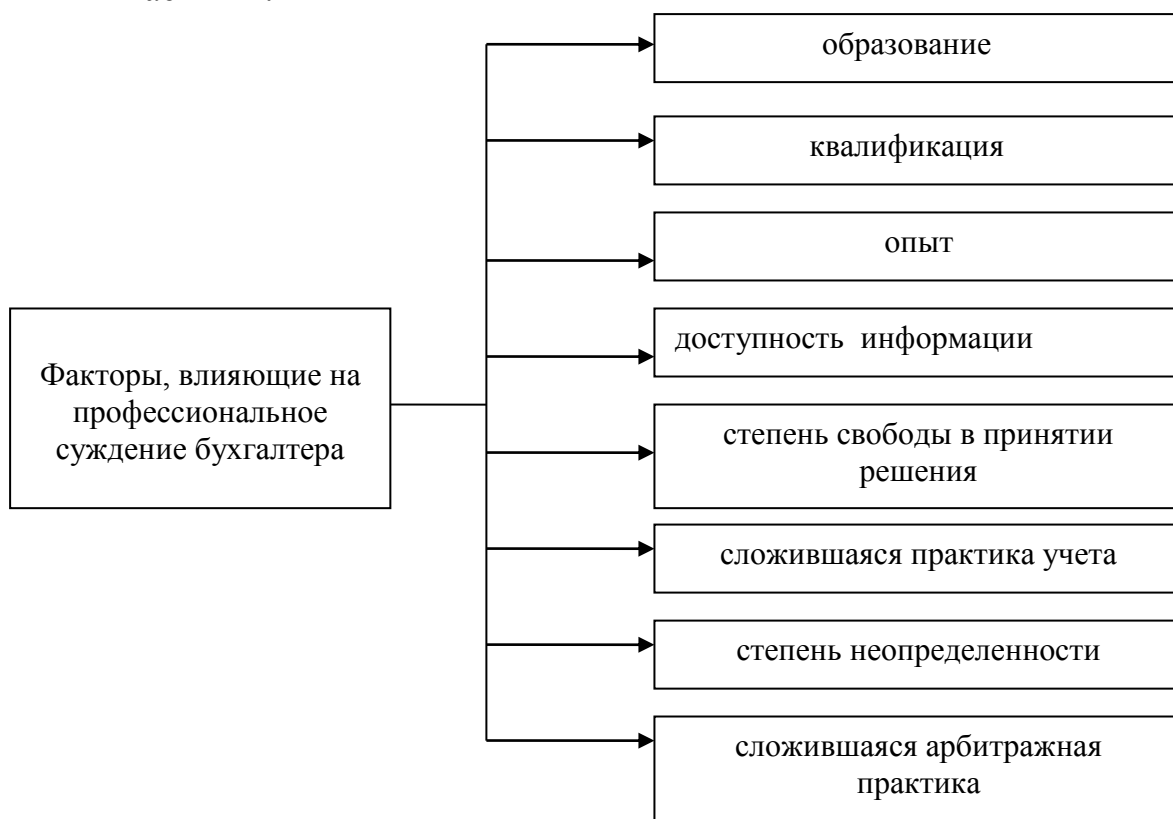 образование
квалификация
опыт
доступность информации
Факторы, влияющие на
профессиональное
суждение бухгалтера
степень свободы в принятии
решения
сложившаяся практика учета
степень неопределенности
сложившаяся арбитражная
практика